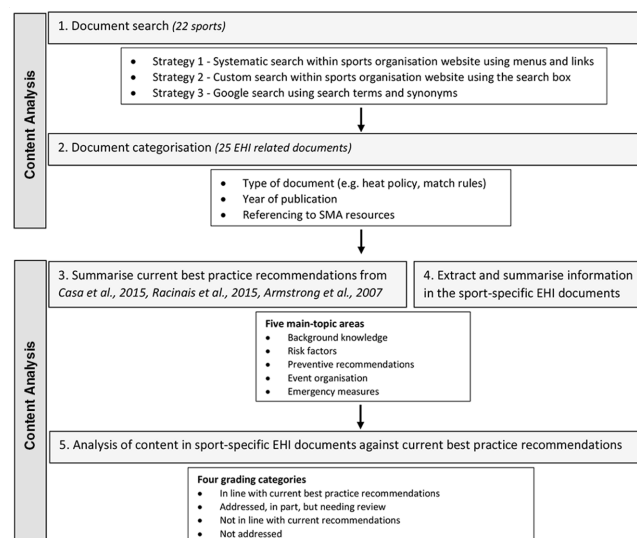 Content Analysis
1. Document search (22 sports)
• Strategy 1 - Systematic search within sports organisation website using menus and links
• Strategy 2 - Custom search within sports organisation website using the search box
• Strategy 3 - Google search using search terms and synonyms
2. Document categorisation (25 EHI related documents)
• Type of document (e.g. heat policy, match rules)
• Year of publication
• Referencing to SMA resources
Content Analysis
3. Summarise current best practice recommendations from
Casa et al., 2015, Racinais et al., 2015, Armstrong et al., 2007
4. Extract and summarise information
in the sport-specific EHI documents
Five main-topic areas
• Background knowledge
• Risk factors
• Preventive recommendations
• Event organisation
• Emergency measures
5. Analysis of content in sport-specific EHI documents against current best practice recommendations
Four grading categories
• In line with current best practice recommendations
• Addressed, in part, but needing review
• Not in line with current recommendations
• Not addressed